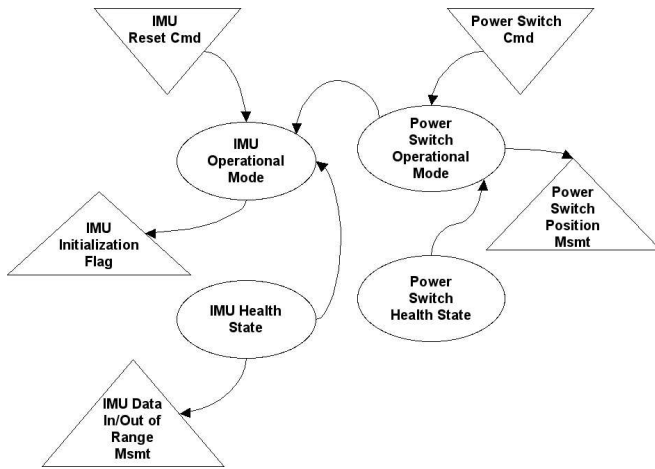 IMU
Reset Cmd
Power Switch
Cmd
IMU
Operational
Mode
Power
Switch
Operational
Mode
IMU
Initialization
Flag
Power
Switch
Position
Msmt
IMU Health
State
Power
Switch
Health State
IMU Data
In/Out of
Range
Msmt